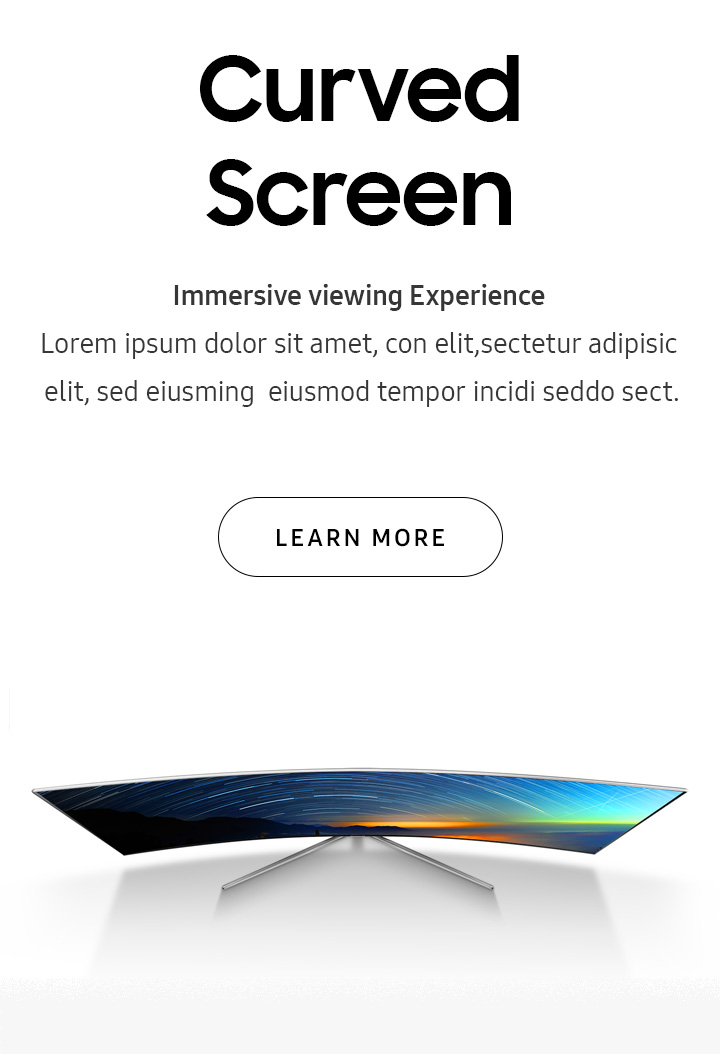 Curved
Screen
Immersive viewing Experience
Lorem ipsum dolor sit amet, con elit,sectetur adipisic
elit, sed eiusming  eiusmod tempor incidi seddo sect.
LEARN MORE